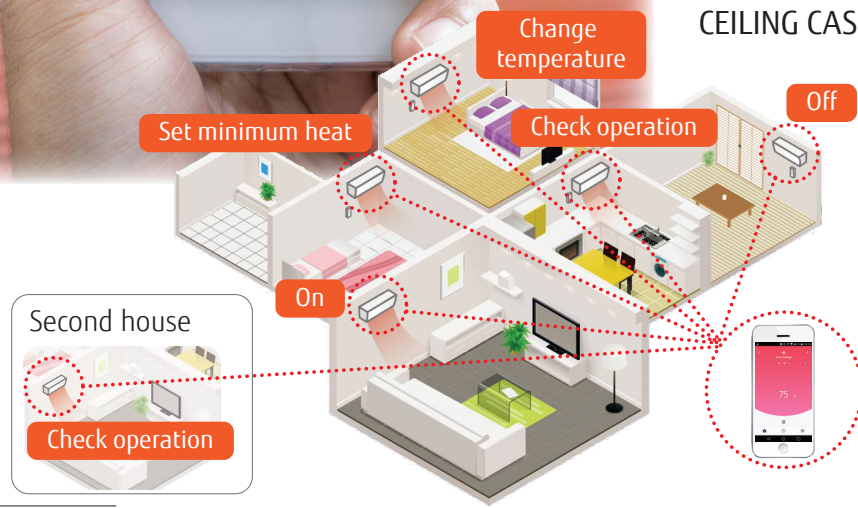 CEILING CAS
Change
temperature
Off
Set minimum heat
Check operation
On
Second house
Check operation
75